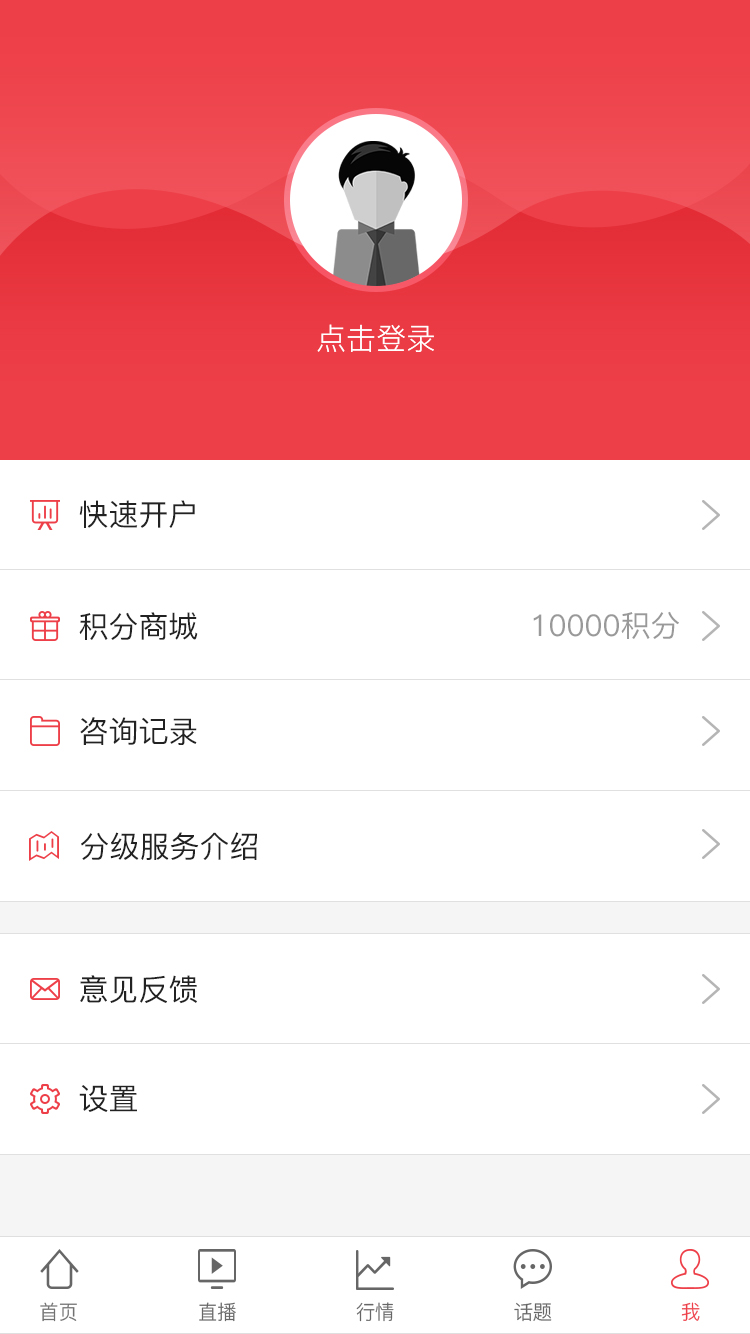 点击登录
快速开户
积分商城 10000积分
咨询记录
分级服务介绍
意见反馈
设置
首页 直播 行情 话题 我